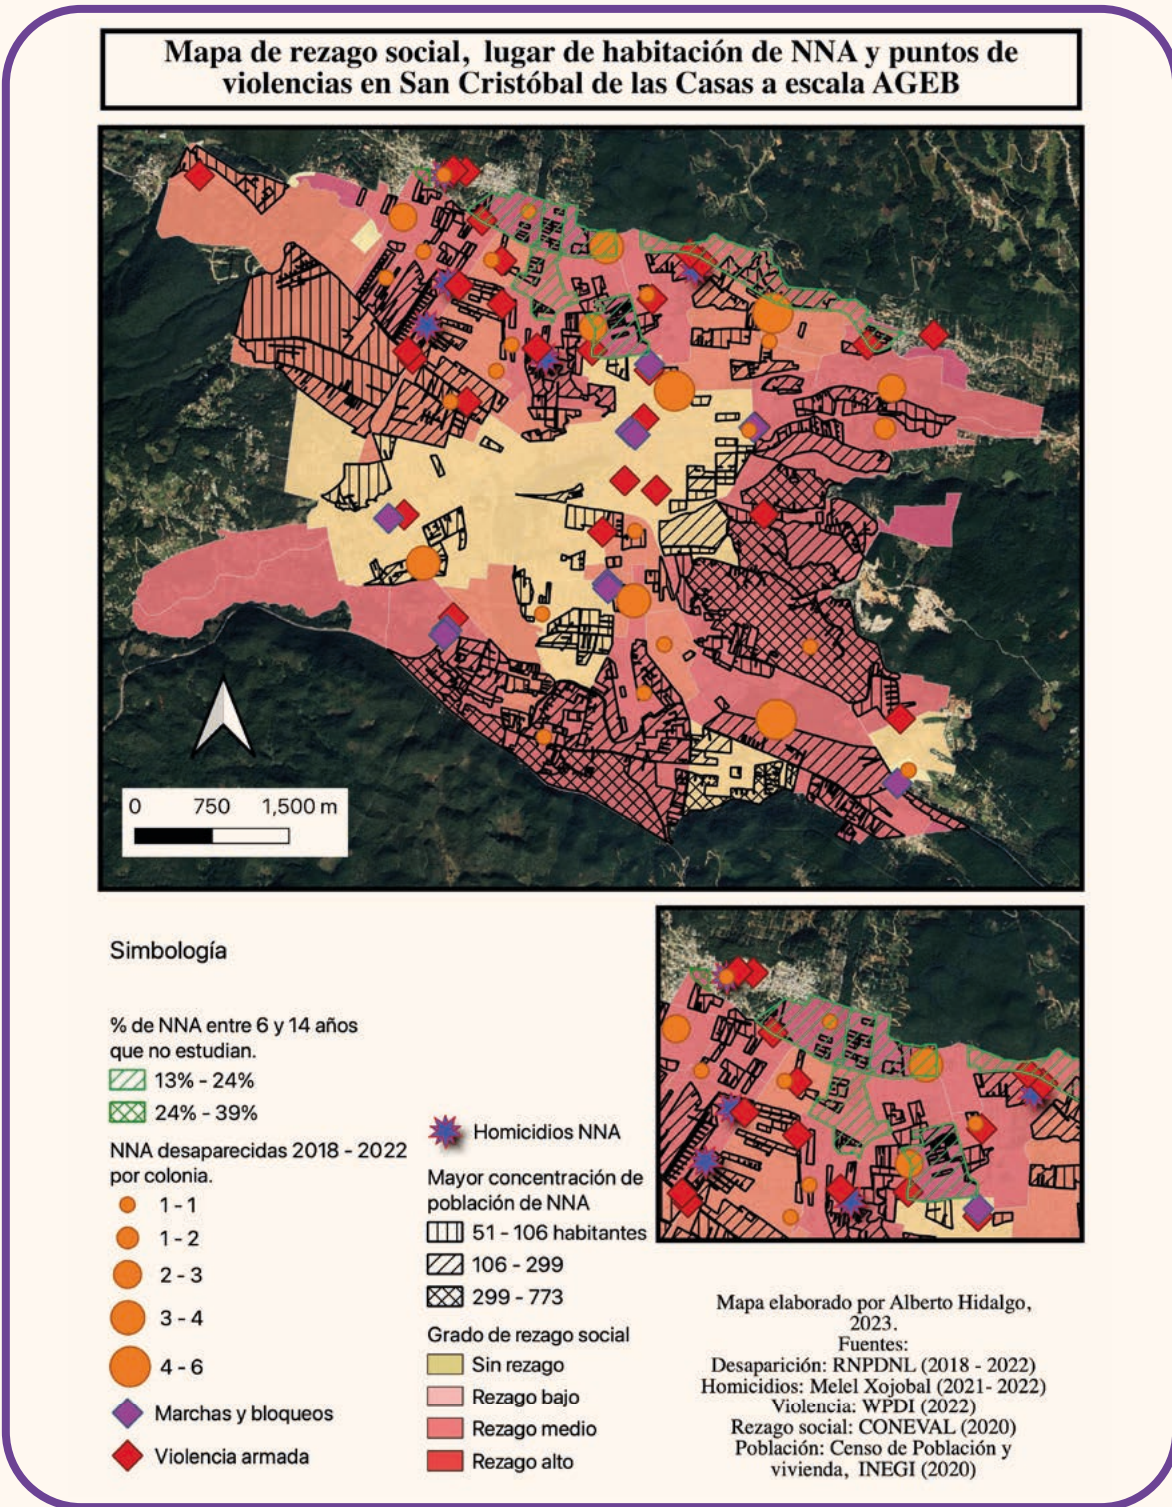 Mapa de rezago social, lugar de habitación de NNA y puntos de
violencias en San Cristóbal de las Casas a escala AGEB
0 750 1,500 m
Simbología
% de NNA entre 6 y 14 años
que no estudian.
13% - 24%
24% - 39%
NNA desaparecidas 2018 - 2022
por colonia.
1 - 1
1 - 2
2 - 3
3 - 4
4 - 6
Marchas y bloqueos
Violencia armada
Homicidios NNA
Mayor concentración de
población de NNA
51 - 106 habitantes
106 - 299
299 - 773
Grado de rezago social
Sin rezago
Rezago bajo
Rezago medio
Rezago alto
Mapa elaborado por Alberto Hidalgo,
2023.
Fuentes:
Desaparición: RNPDNL (2018 - 2022)
Homicidios: Melel Xojobal (2021- 2022)
Violencia: WPDI (2022)
Rezago social: CONEVAL (2020)
Población: Censo de Población y
vivienda, INEGI (2020)